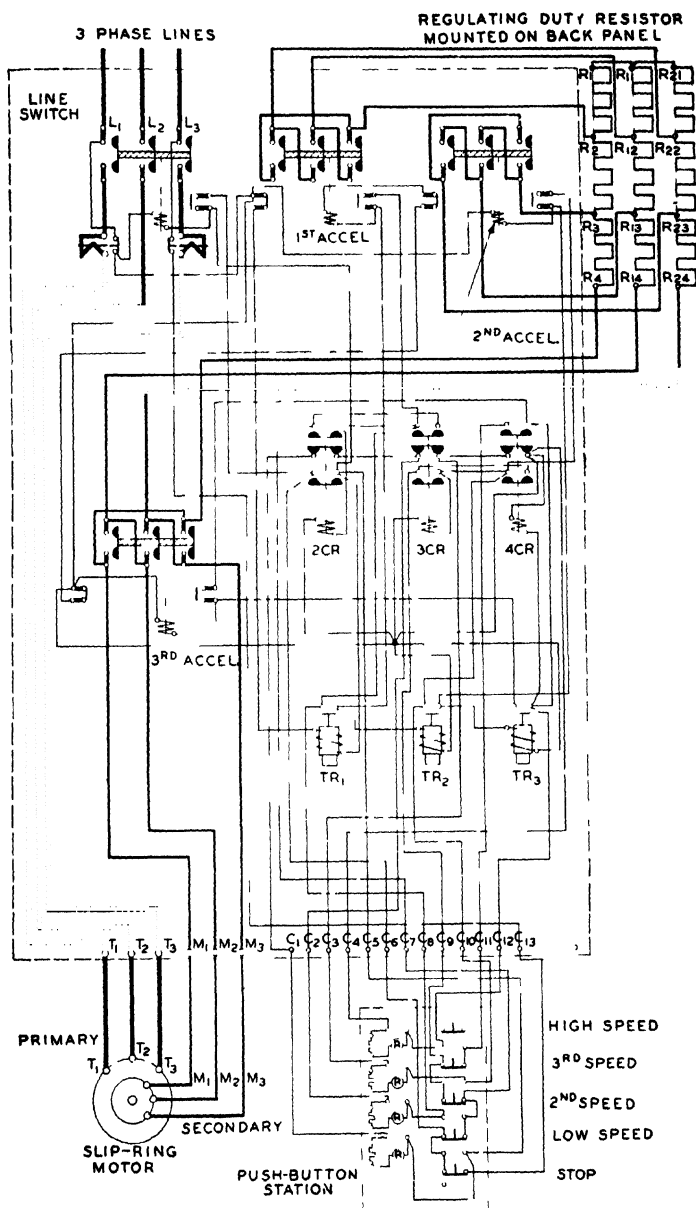 REGULATING DUTY RESISTOR
MOUNTED ON BACK PANEL
3 PHASE LINES
LINE
SWITCH
L1 L2 L3
R1 R11 R21
R2 R12 R22
R3 R13 R23
R4 R14 R24
1ST ACCEL
2ND ACCEL.
2CR 3CR 4CR
3RD ACCEL
TR1 TR2 TR3
T1 T2 T3 M1 M2 M3 C1 C2 C3 C4 C5 C6 C7 C8 C9 C10 C11 C12 C13
PRIMARY
T1 T2 T3
M1 M2 M3
SECONDARY
SLIP-RING
MOTOR
R
R
R
R
HIGH SPEED
3RD SPEED
2ND SPEED
LOW SPEED
STOP
PUSH-BUTTON
STATION